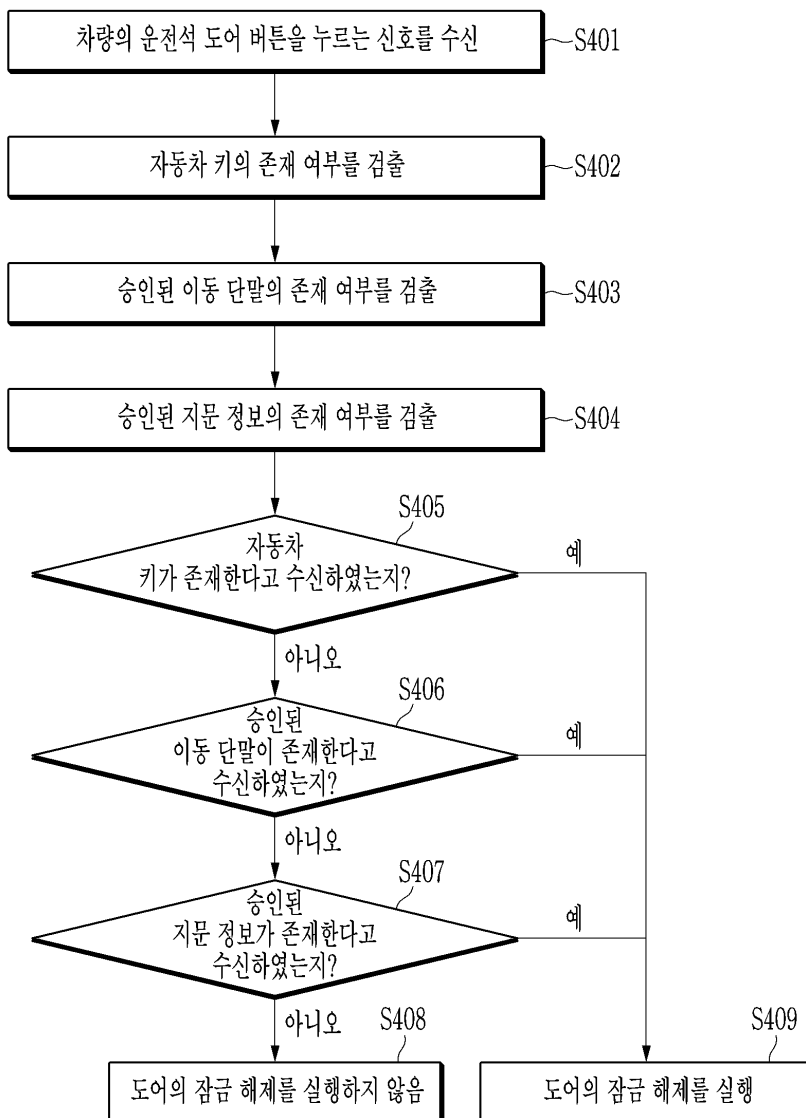 차량의 운전석 도어 버튼을 누르는 신호를 수신
S401
자동차 키의 존재 여부를 검출
S402
승인된 이동 단말의 존재 여부를 검출
S403
승인된 지문 정보의 존재 여부를 검출
S404
S405
자동차
키가 존재한다고 수신하였는지?
예
아니오
S406
승인된
이동 단말이 존재한다고
수신하였는지?
예
아니오
S407
승인된
지문 정보가 존재한다고
수신하였는지?
예
아니오
S408
도어의 잠금 해제를 실행하지 않음
S409
도어의 잠금 해제를 실행